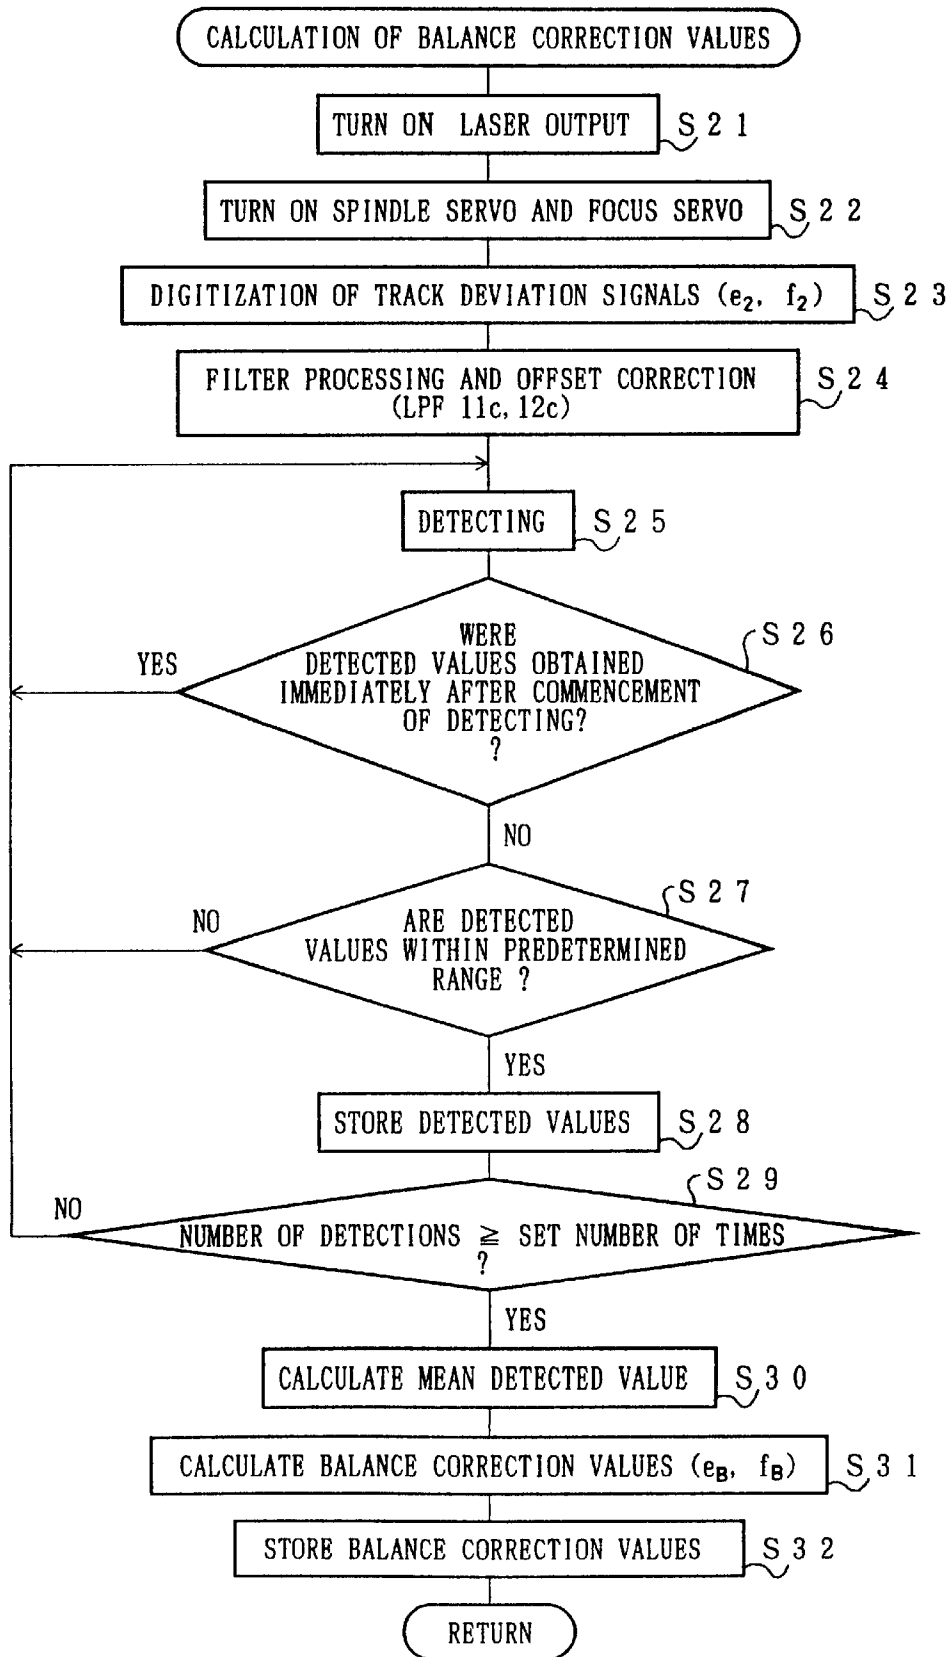 CALCULATION OF BALANCE CORRECTION VALUES
TURN ON LASER OUTPUT
S21
TURN ON SPINDLE SERVO AND FOCUS SERVO
S22
DIGITIZATION OF TRACK DEVIATION SIGNALS (e₂, f₂)
S23
FILTER PROCESSING AND OFFSET CORRECTION
(LPF 11c, 12c)
S24
DETECTING
S25
S26
WERE
DETECTED VALUES OBTAINED
IMMEDIATELY AFTER COMMENCEMENT
OF DETECTING?
?
YES
NO
S27
ARE DETECTED
VALUES WITHIN PREDETERMINED
RANGE ?
NO
YES
STORE DETECTED VALUES
S28
S29
NUMBER OF DETECTIONS ≧ SET NUMBER OF TIMES
?
NO
YES
CALCULATE MEAN DETECTED VALUE
S30
CALCULATE BALANCE CORRECTION VALUES (e_B, f_B)
S31
STORE BALANCE CORRECTION VALUES
S32
RETURN